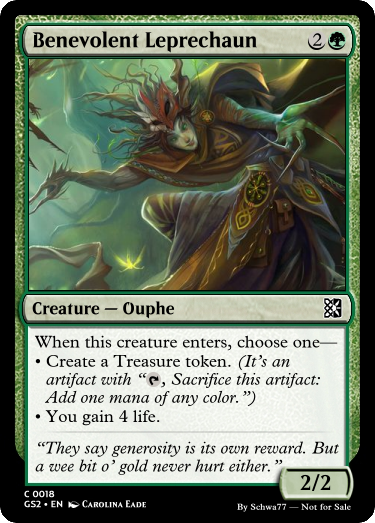 Benevolent Leprechaun 2
Creature — Ouphe
When this creature enters, choose one—
• Create a Treasure token. (It's an
artifact with “, Sacrifice this artifact:
Add one mana of any color.”)
• You gain 4 life.
“They say generosity is its own reward. But
a wee bit o' gold never hurt either.”
2/2
C 0018
GS2 • EN Carolina Eade
By Schwa77 — Not for Sale